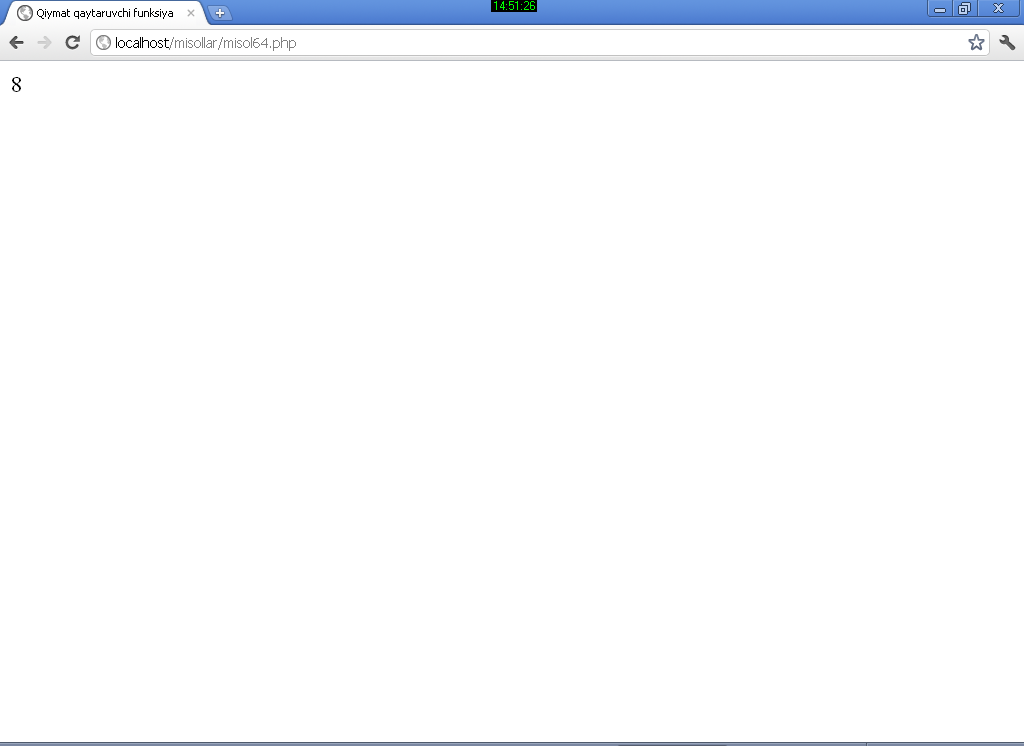 14:51:26
Qiymat qaytaruvchi funksiya
localhost/misollar/misol64.php
8